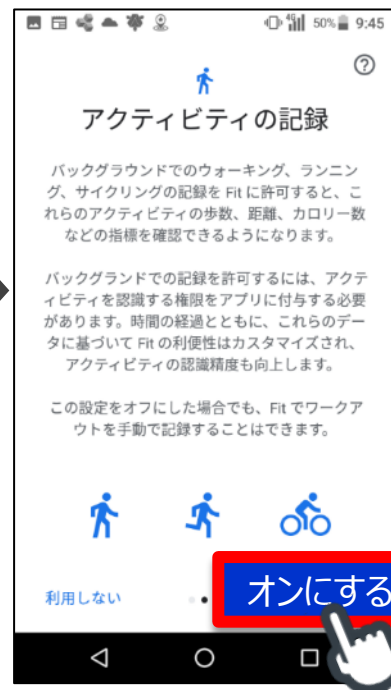 50% 9:45
アクティビティの記録
バックグラウンドでのウォーキング、ランニン
グ、サイクリングの記録を Fit に許可すると、こ
れらのアクティビティの歩数、距離、カロリー数
などの指標を確認できるようになります。
バックグランドでの記録を許可するには、アクテ
ィビティを認識する権限をアプリに付与する必要
があります。時間の経過とともに、これらのデー
タに基づいて Fit の利便性はカスタマイズされ、
アクティビティの認識精度も向上します。
この設定をオフにした場合でも、Fit でワークア
ウトを手動で記録することはできます。
利用しない
オンにする